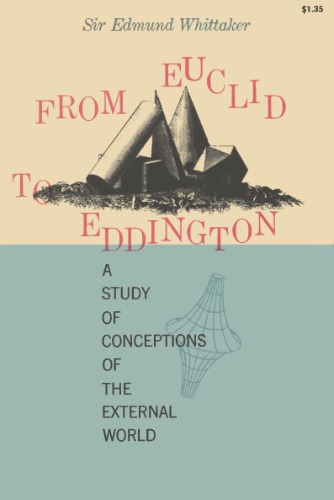 $1.35
Sir Edmund Whittaker
FROM EUCLID
TO EDDINGTON
A
STUDY
OF
CONCEPTIONS
OF
THE
EXTERNAL
WORLD